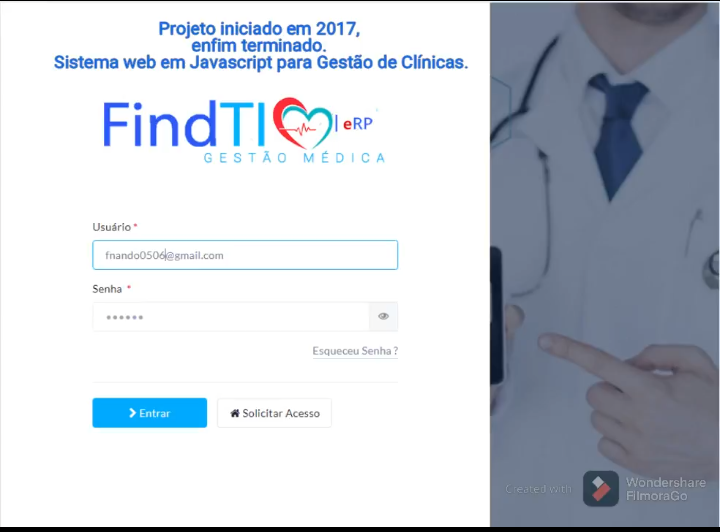 Projeto iniciado em 2017,
enfim terminado.
Sistema web em Javascript para Gestão de Clínicas.
FindTI | eRP
GESTÃO MÉDICA
Usuário *
fnando0506@gmail.com
Senha *
••••••
Esqueceu Senha ?
Entrar
Solicitar Acesso
Created with
Wondershare
FilmoraGo